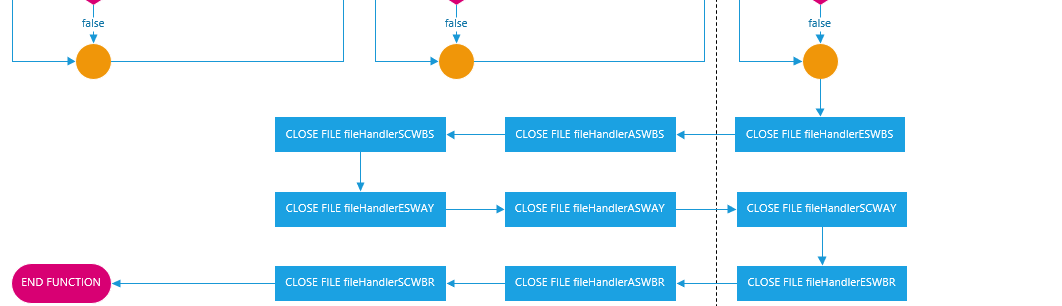 false
false
false
CLOSE FILE fileHandlerSCWBS
CLOSE FILE fileHandlerASWBS
CLOSE FILE fileHandlerESWBS
CLOSE FILE fileHandlerESWAY
CLOSE FILE fileHandlerASWAY
CLOSE FILE fileHandlerSCWAY
END FUNCTION
CLOSE FILE fileHandlerSCWBR
CLOSE FILE fileHandlerASWBR
CLOSE FILE fileHandlerESWBR